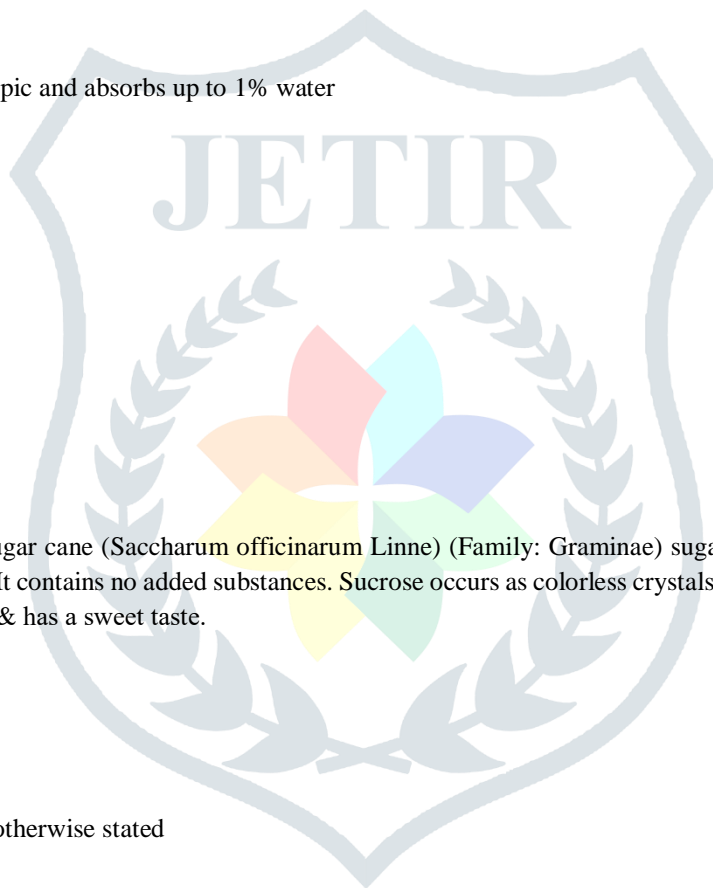 pic and absorbs up to 1% water
JETIR
gar cane (Saccharum officinarum Linne) (Family: Graminae) suga
It contains no added substances. Sucrose occurs as colorless crystals
& has a sweet taste.
otherwise stated